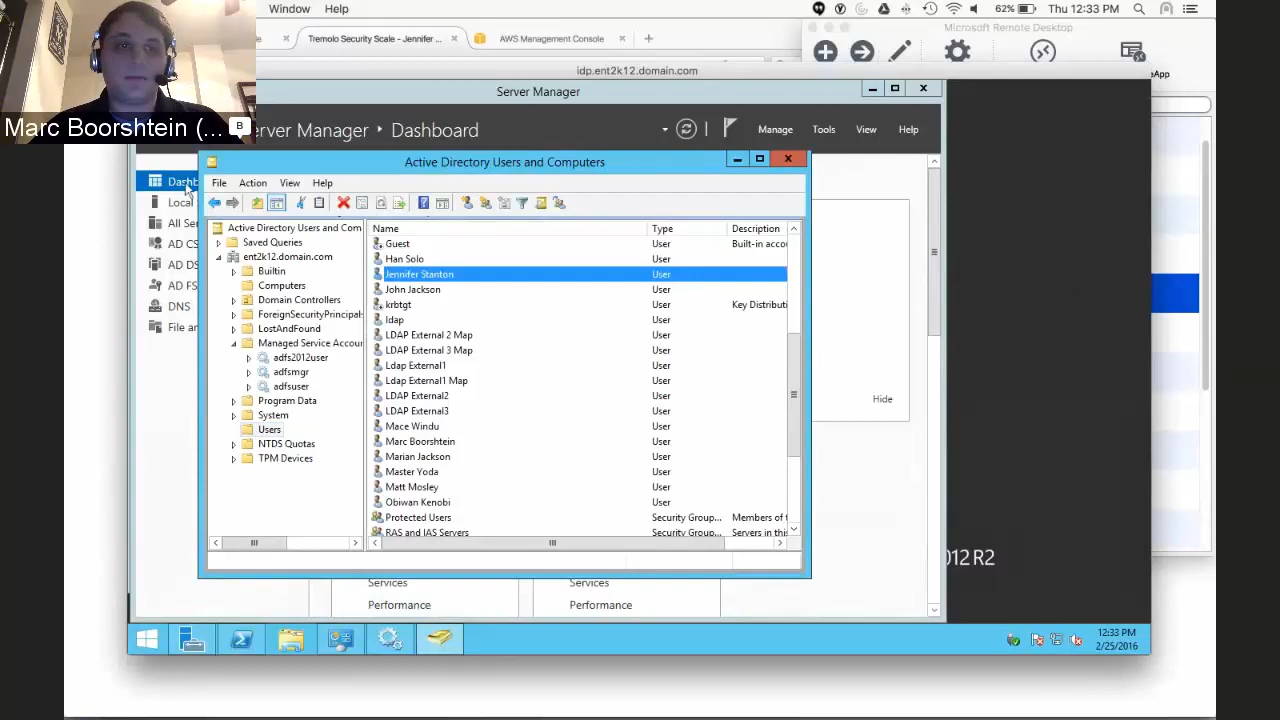 Window Help
62% Thu 12:33 PM
Tremolo Security Scale - Jennifer ...
AWS Management Console
Microsoft Remote Desktop
idp.ent2k12.domain.com
Marc Boorshtein (...
B
Server Manager
erver Manager • Dashboard
Manage Tools View Help
Dashb
Local
All Ser
AD CS
AD DS
AD FS
DNS
File an
Active Directory Users and Computers
File Action View Help
Active Directory Users and Com
Saved Queries
ent2k12.domain.com
Builtin
Computers
Domain Controllers
ForeignSecurityPrincipals
LostAndFound
Managed Service Accou
adfs2012user
adfsmgr
adfsuser
Program Data
System
Users
NTDS Quotas
TPM Devices
Name Type Description
Guest User Built-in acco
Han Solo User
Jennifer Stanton User
John Jackson User
krbtgt User Key Distributi
ldap User
LDAP External 2 Map User
LDAP External 3 Map User
Ldap External1 User
Ldap External1 Map User
LDAP External2 User
LDAP External3 User
Mace Windu User
Marc Boorshtein User
Marian Jackson User
Master Yoda User
Matt Mosley User
Obiwan Kenobi User
Protected Users Security Group... Members of t
RAS and IAS Servers Security Group... Servers in this
Hide
Services Services
Performance Performance
012 R2
12:33 PM
2/25/2016